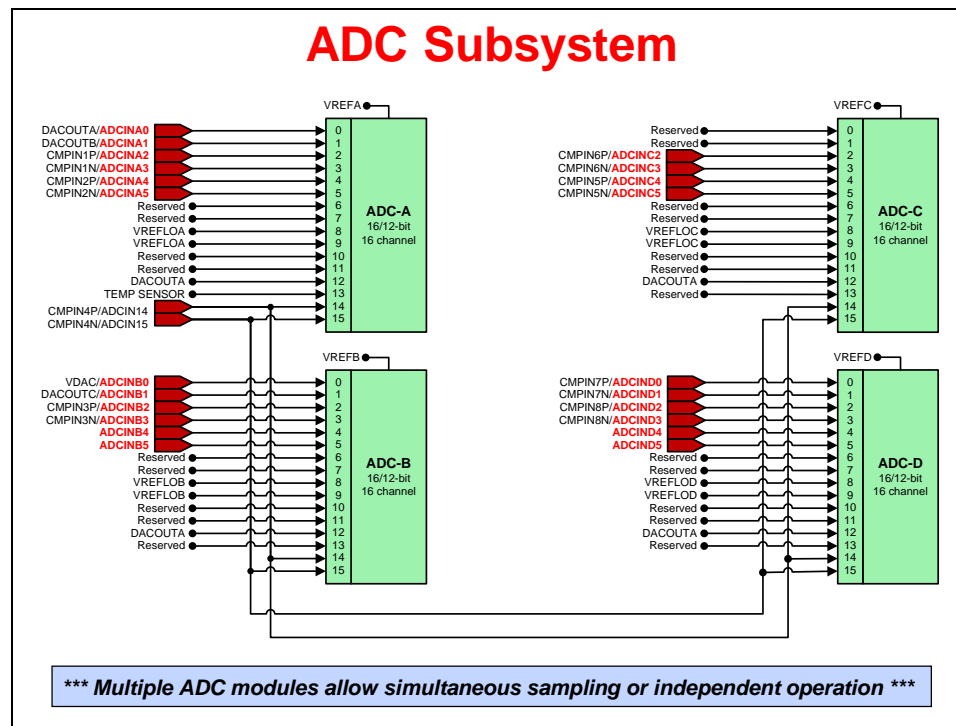 ADC Subsystem
VREFA
DACOUTA/ADCINA0 0
DACOUTB/ADCINA1 1
CMPIN1P/ADCINA2 2
CMPIN1N/ADCINA3 3
CMPIN2P/ADCINA4 4
CMPIN2N/ADCINA5 5
Reserved 6
Reserved 7
VREFLOA 8
VREFLOA 9
Reserved 10
Reserved 11
DACOUTA 12
TEMP SENSOR 13
CMPIN4P/ADCIN14 14
CMPIN4N/ADCIN15 15
ADC-A
16/12-bit
16 channel
VREFB
VDAC/ADCINB0 0
DACOUTC/ADCINB1 1
CMPIN3P/ADCINB2 2
CMPIN3N/ADCINB3 3
ADCINB4 4
ADCINB5 5
Reserved 6
Reserved 7
VREFLOB 8
VREFLOB 9
Reserved 10
Reserved 11
DACOUTA 12
Reserved 13
14
15
ADC-B
16/12-bit
16 channel
VREFC
Reserved 0
Reserved 1
CMPIN6P/ADCINC2 2
CMPIN6N/ADCINC3 3
CMPIN5P/ADCINC4 4
CMPIN5N/ADCINC5 5
Reserved 6
Reserved 7
VREFLOC 8
VREFLOC 9
Reserved 10
Reserved 11
DACOUTA 12
Reserved 13
14
15
ADC-C
16/12-bit
16 channel
VREFD
CMPIN7P/ADCIND0 0
CMPIN7N/ADCIND1 1
CMPIN8P/ADCIND2 2
CMPIN8N/ADCIND3 3
ADCIND4 4
ADCIND5 5
Reserved 6
Reserved 7
VREFLOD 8
VREFLOD 9
Reserved 10
Reserved 11
DACOUTA 12
Reserved 13
14
15
ADC-D
16/12-bit
16 channel
*** Multiple ADC modules allow simultaneous sampling or independent operation ***